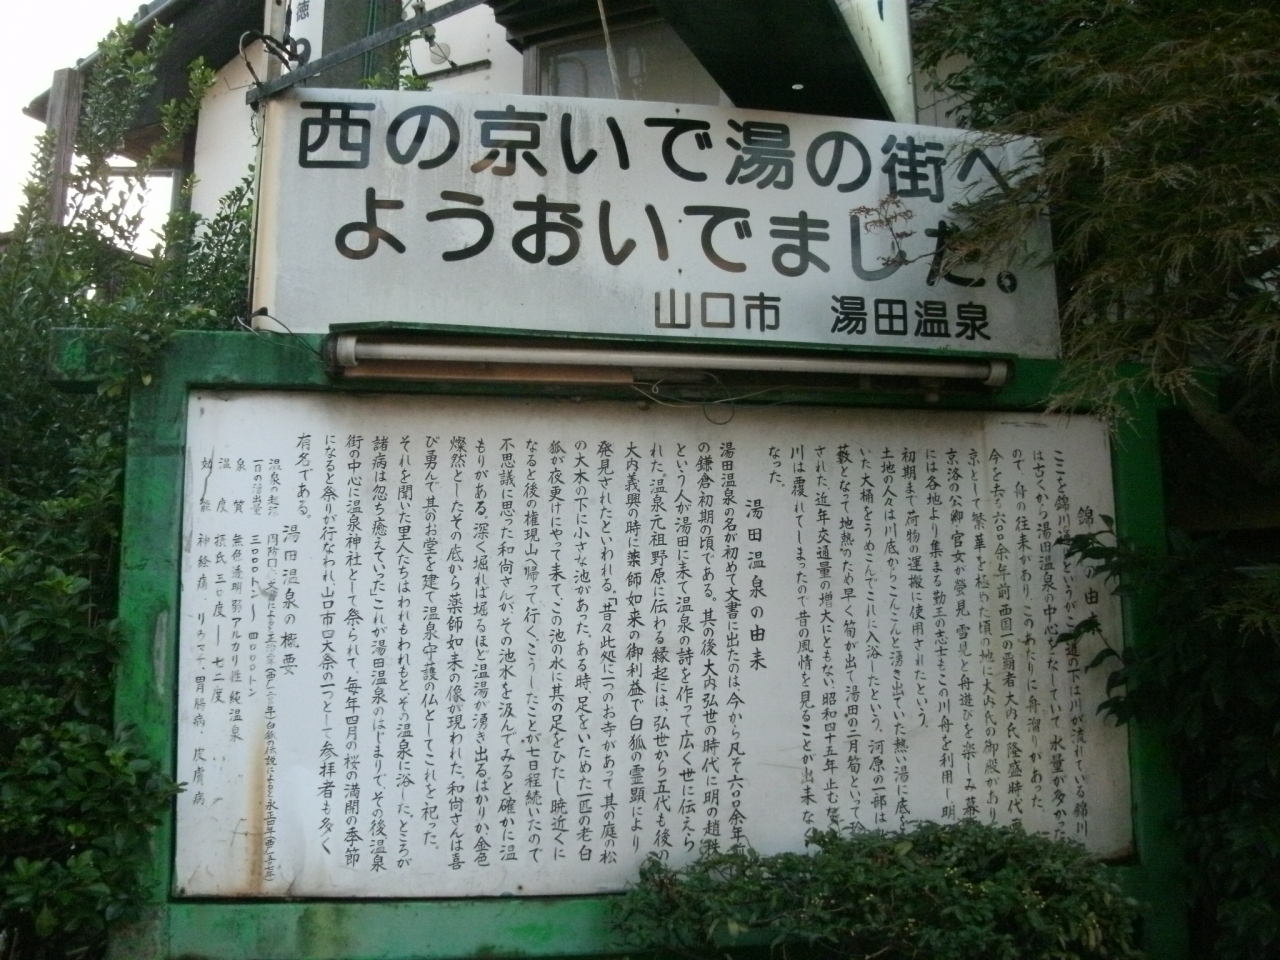 徳
西の京いで湯の街へ
ようおいでました。
山口市　湯田温泉
錦 の由来
ここを錦川通というがこの通の下は川が流れている錦川
は古くから湯田温泉の中心をなしていて 水量が多かった
ので、舟の往来があり、このあたりに舟溜りがあった
今を去る六〇〇余年前 西国一の覇者 大内氏隆盛時代
京として繁華を極めた頃の地に大内氏の御殿があり
京洛の公卿官女が螢見 雪見と舟遊びを楽しみ 幕
には各地より集まる勤王の志士もこの川舟を利用し 明
初期まで荷物の運搬に使用されたという。
土地の人々は川底からこんこんと湧き出ていた熱い湯に底を
いた大桶をうめこんでこれに入浴したという。河原の一部は
藪となって地熱のため早く筍が出て湯田の二月筍といって珍
された 近年交通量の増大にともない昭和四十五年止むな
川は覆れてしまったので昔の風情を見ることが出来なく
なった。
湯田温泉の由来
湯田温泉の名が初めて文書に出たのは今から凡そ六〇〇余年前
の鎌倉初期の頃である。其の後大内弘世の時代に明の趙秩
という人が湯田に来て温泉の詩を作って広く世に伝えら
れた。温泉元祖野原に伝わる縁起には、弘世から五代も後の
大内義興の時に薬師如来の御利益で白狐の霊顕により
発見されたといわれる。「昔々此処に一つのお寺があって其の庭の松
の大木の下に小さな池があった。ある時、足をいためた一匹の老白
狐が夜更けにやって来て、この池の水に其の足をひたし暁近くに
なると後の権現山へ帰って行く、こうしたことが七日程続いたので
不思議に思った和尚さんが、その池水を汲んでみると確かに温
もりがある。深く掘れば堀るほど温湯が湧き出るばかりか金色
燦然としたその底から薬師如来の像が現われた。和尚さんは喜
び勇んで其のお堂を建て温泉守護の仏としてこれを祀った。
それを聞いた里人たちはわれもわれもと、その温泉に浴した、ところが
諸病は忽ち癒えていった」これが湯田温泉のはじまりで、その後温泉
街の中心に温泉神社として祭られて、毎年四月の桜の満開の季節
になると祭りが行なわれ、山口市四大祭の一つとして参拝者も多く
有名である。
湯田温泉の概要
温泉の起源
一日の湧出量 三〇〇〇トン〜四〇〇〇トン
泉質 無色透明弱アルカリ性純温泉
温度 摂氏三〇度―七二度
効能 神経痛、リウマチ、胃腸病、皮膚病